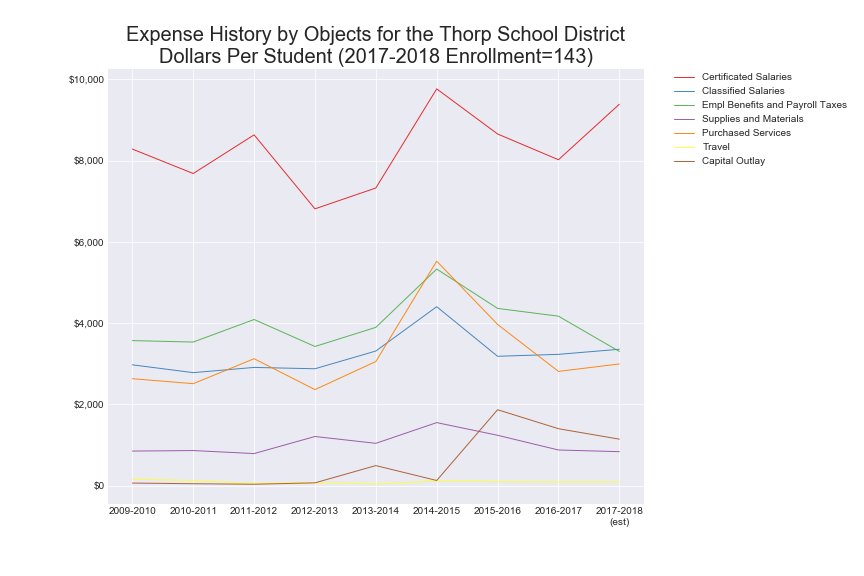 Expense History by Objects for the Thorp School District
Dollars Per Student (2017-2018 Enrollment=143)
$10,000
$8,000
$6,000
$4,000
$2,000
$0
2009-2010 2010-2011 2011-2012 2012-2013 2013-2014 2014-2015 2015-2016 2016-2017 2017-2018
(est)
Certificated Salaries
Classified Salaries
Empl Benefits and Payroll Taxes
Supplies and Materials
Purchased Services
Travel
Capital Outlay